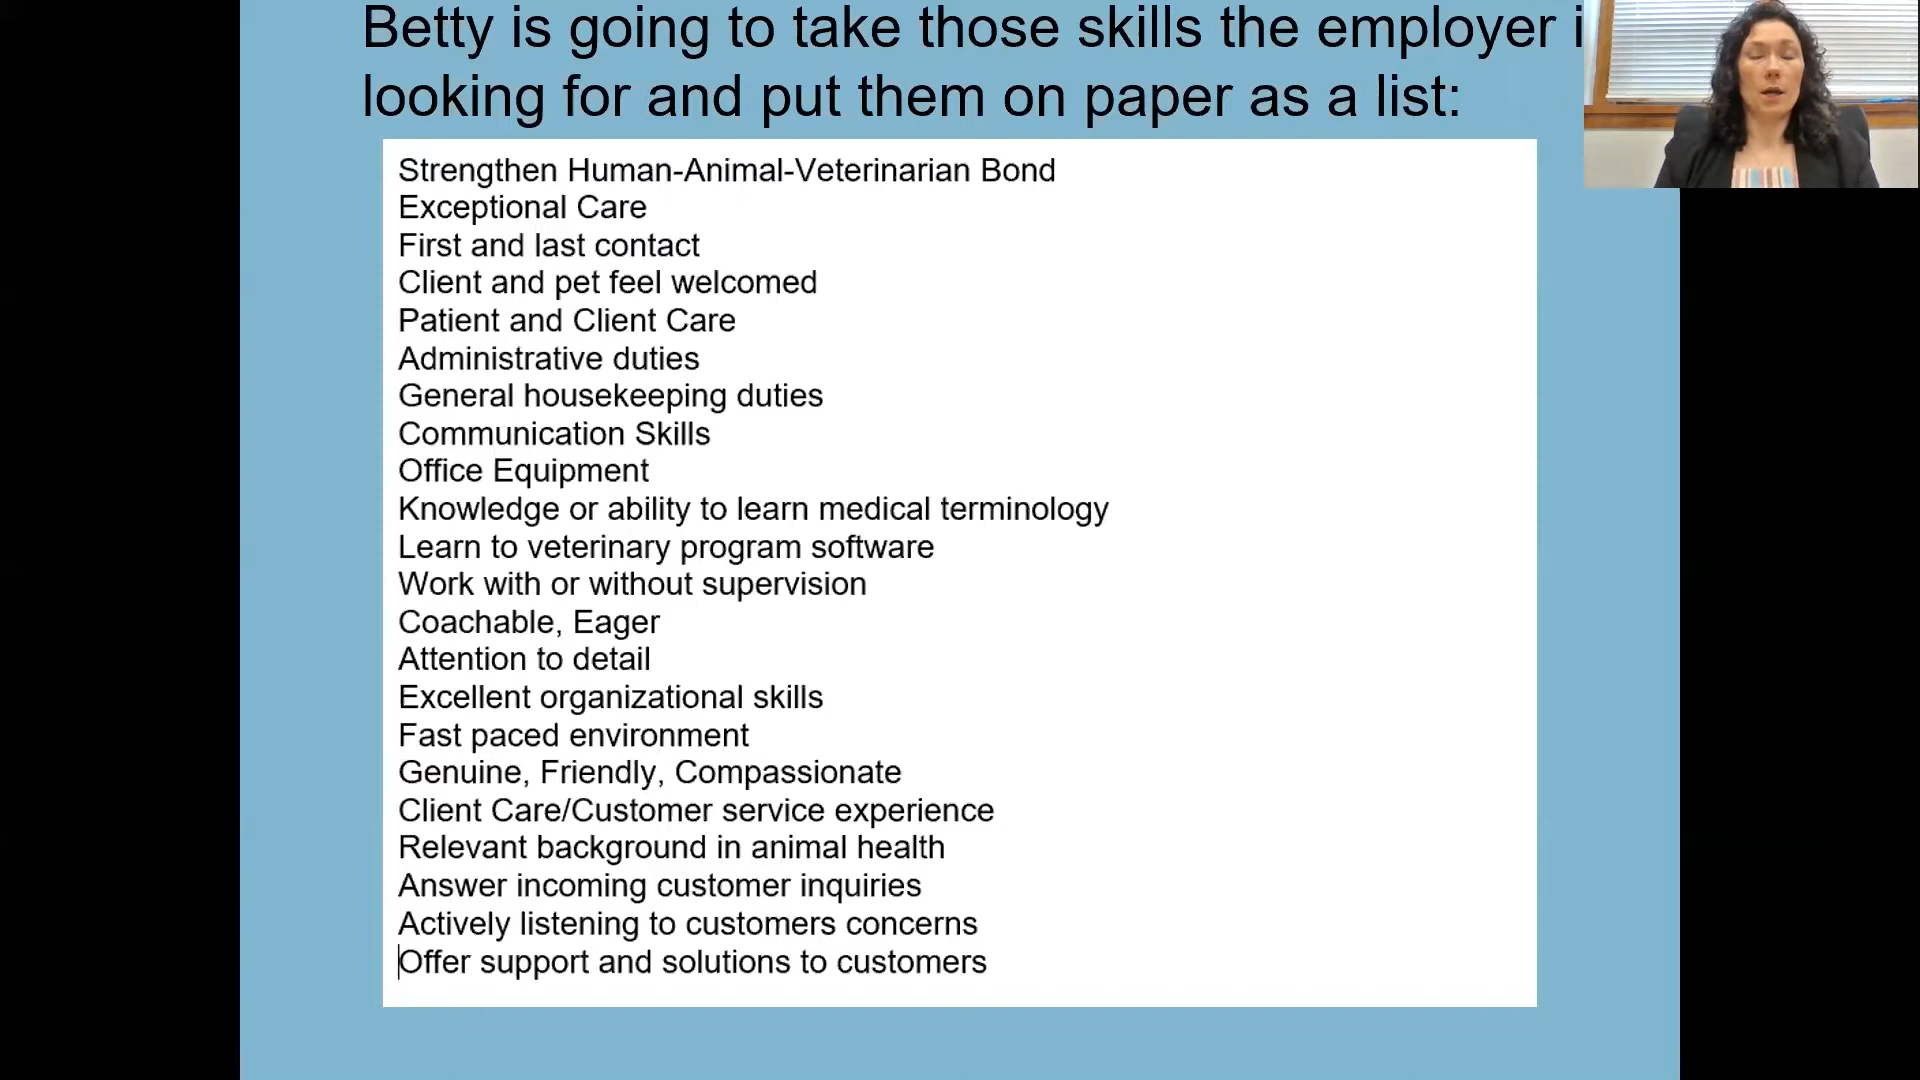 Betty is going to take those skills the employer i
looking for and put them on paper as a list:
Strengthen Human-Animal-Veterinarian Bond
Exceptional Care
First and last contact
Client and pet feel welcomed
Patient and Client Care
Administrative duties
General housekeeping duties
Communication Skills
Office Equipment
Knowledge or ability to learn medical terminology
Learn to veterinary program software
Work with or without supervision
Coachable, Eager
Attention to detail
Excellent organizational skills
Fast paced environment
Genuine, Friendly, Compassionate
Client Care/Customer service experience
Relevant background in animal health
Answer incoming customer inquiries
Actively listening to customers concerns
Offer support and solutions to customers